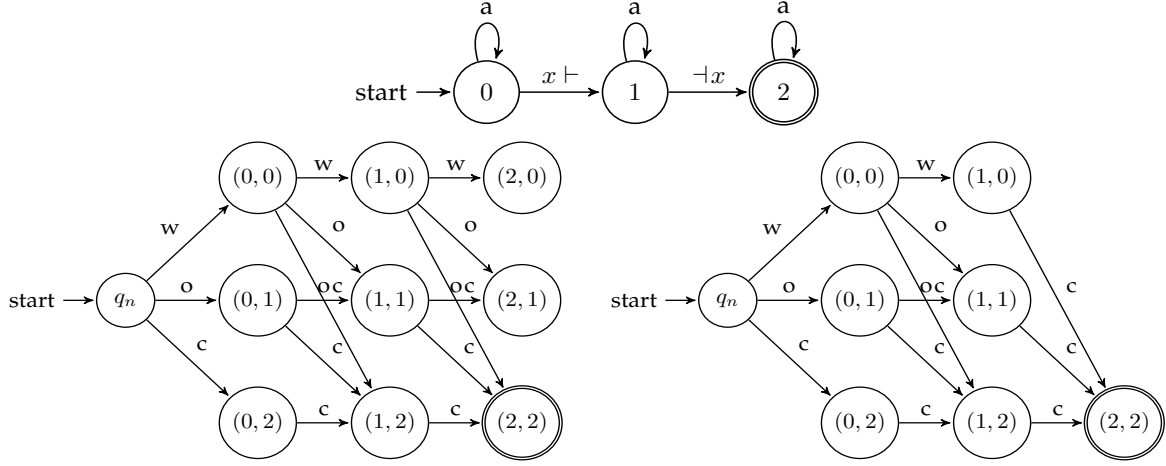 a a a
start 0 x ⊢ 1 ⊣x 2
(0, 0) w (1, 0) w (2, 0) (0, 0) w (1, 0)
w o o w o
start q_n o (0, 1) oc (1, 1) oc (2, 1) start q_n o (0, 1) oc (1, 1) c
c c c c c c
(0, 2) c (1, 2) c (2, 2) (0, 2) c (1, 2) c (2, 2)